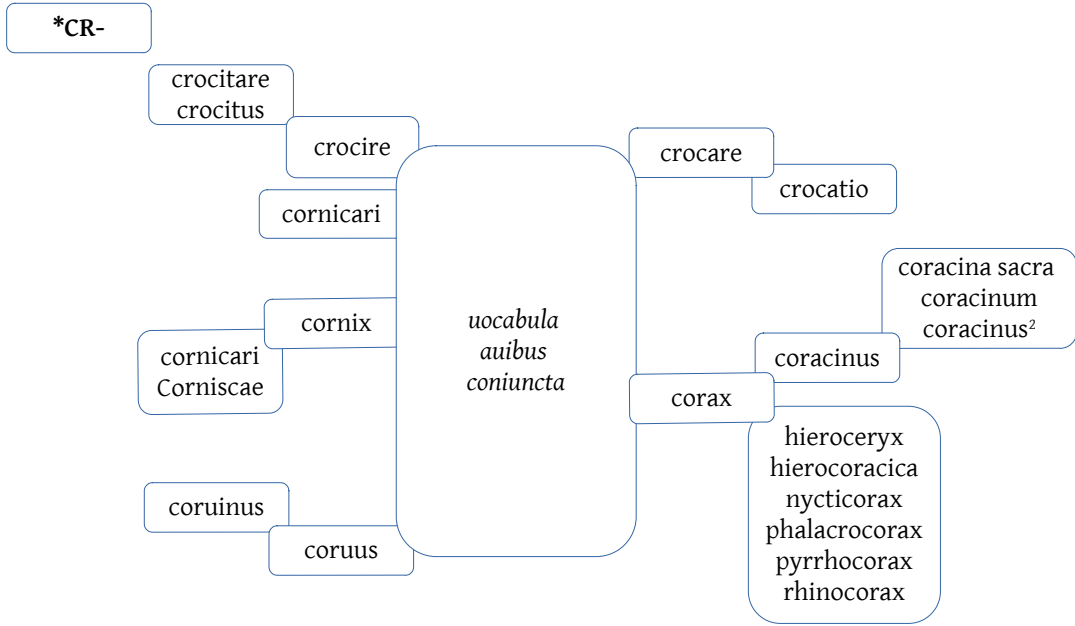 *CR-
crocitare
crocitus
crocire
cornicari
cornix
cornicari
Corniscae
coruinus
coruus
uocabula
auibus
coniuncta
crocare
crocatio
coracina sacra
coracinum
coracinus²
coracinus
corax
hieroceryx
hierocoracica
nycticorax
phalacrocorax
pyrrhocorax
rhinocorax